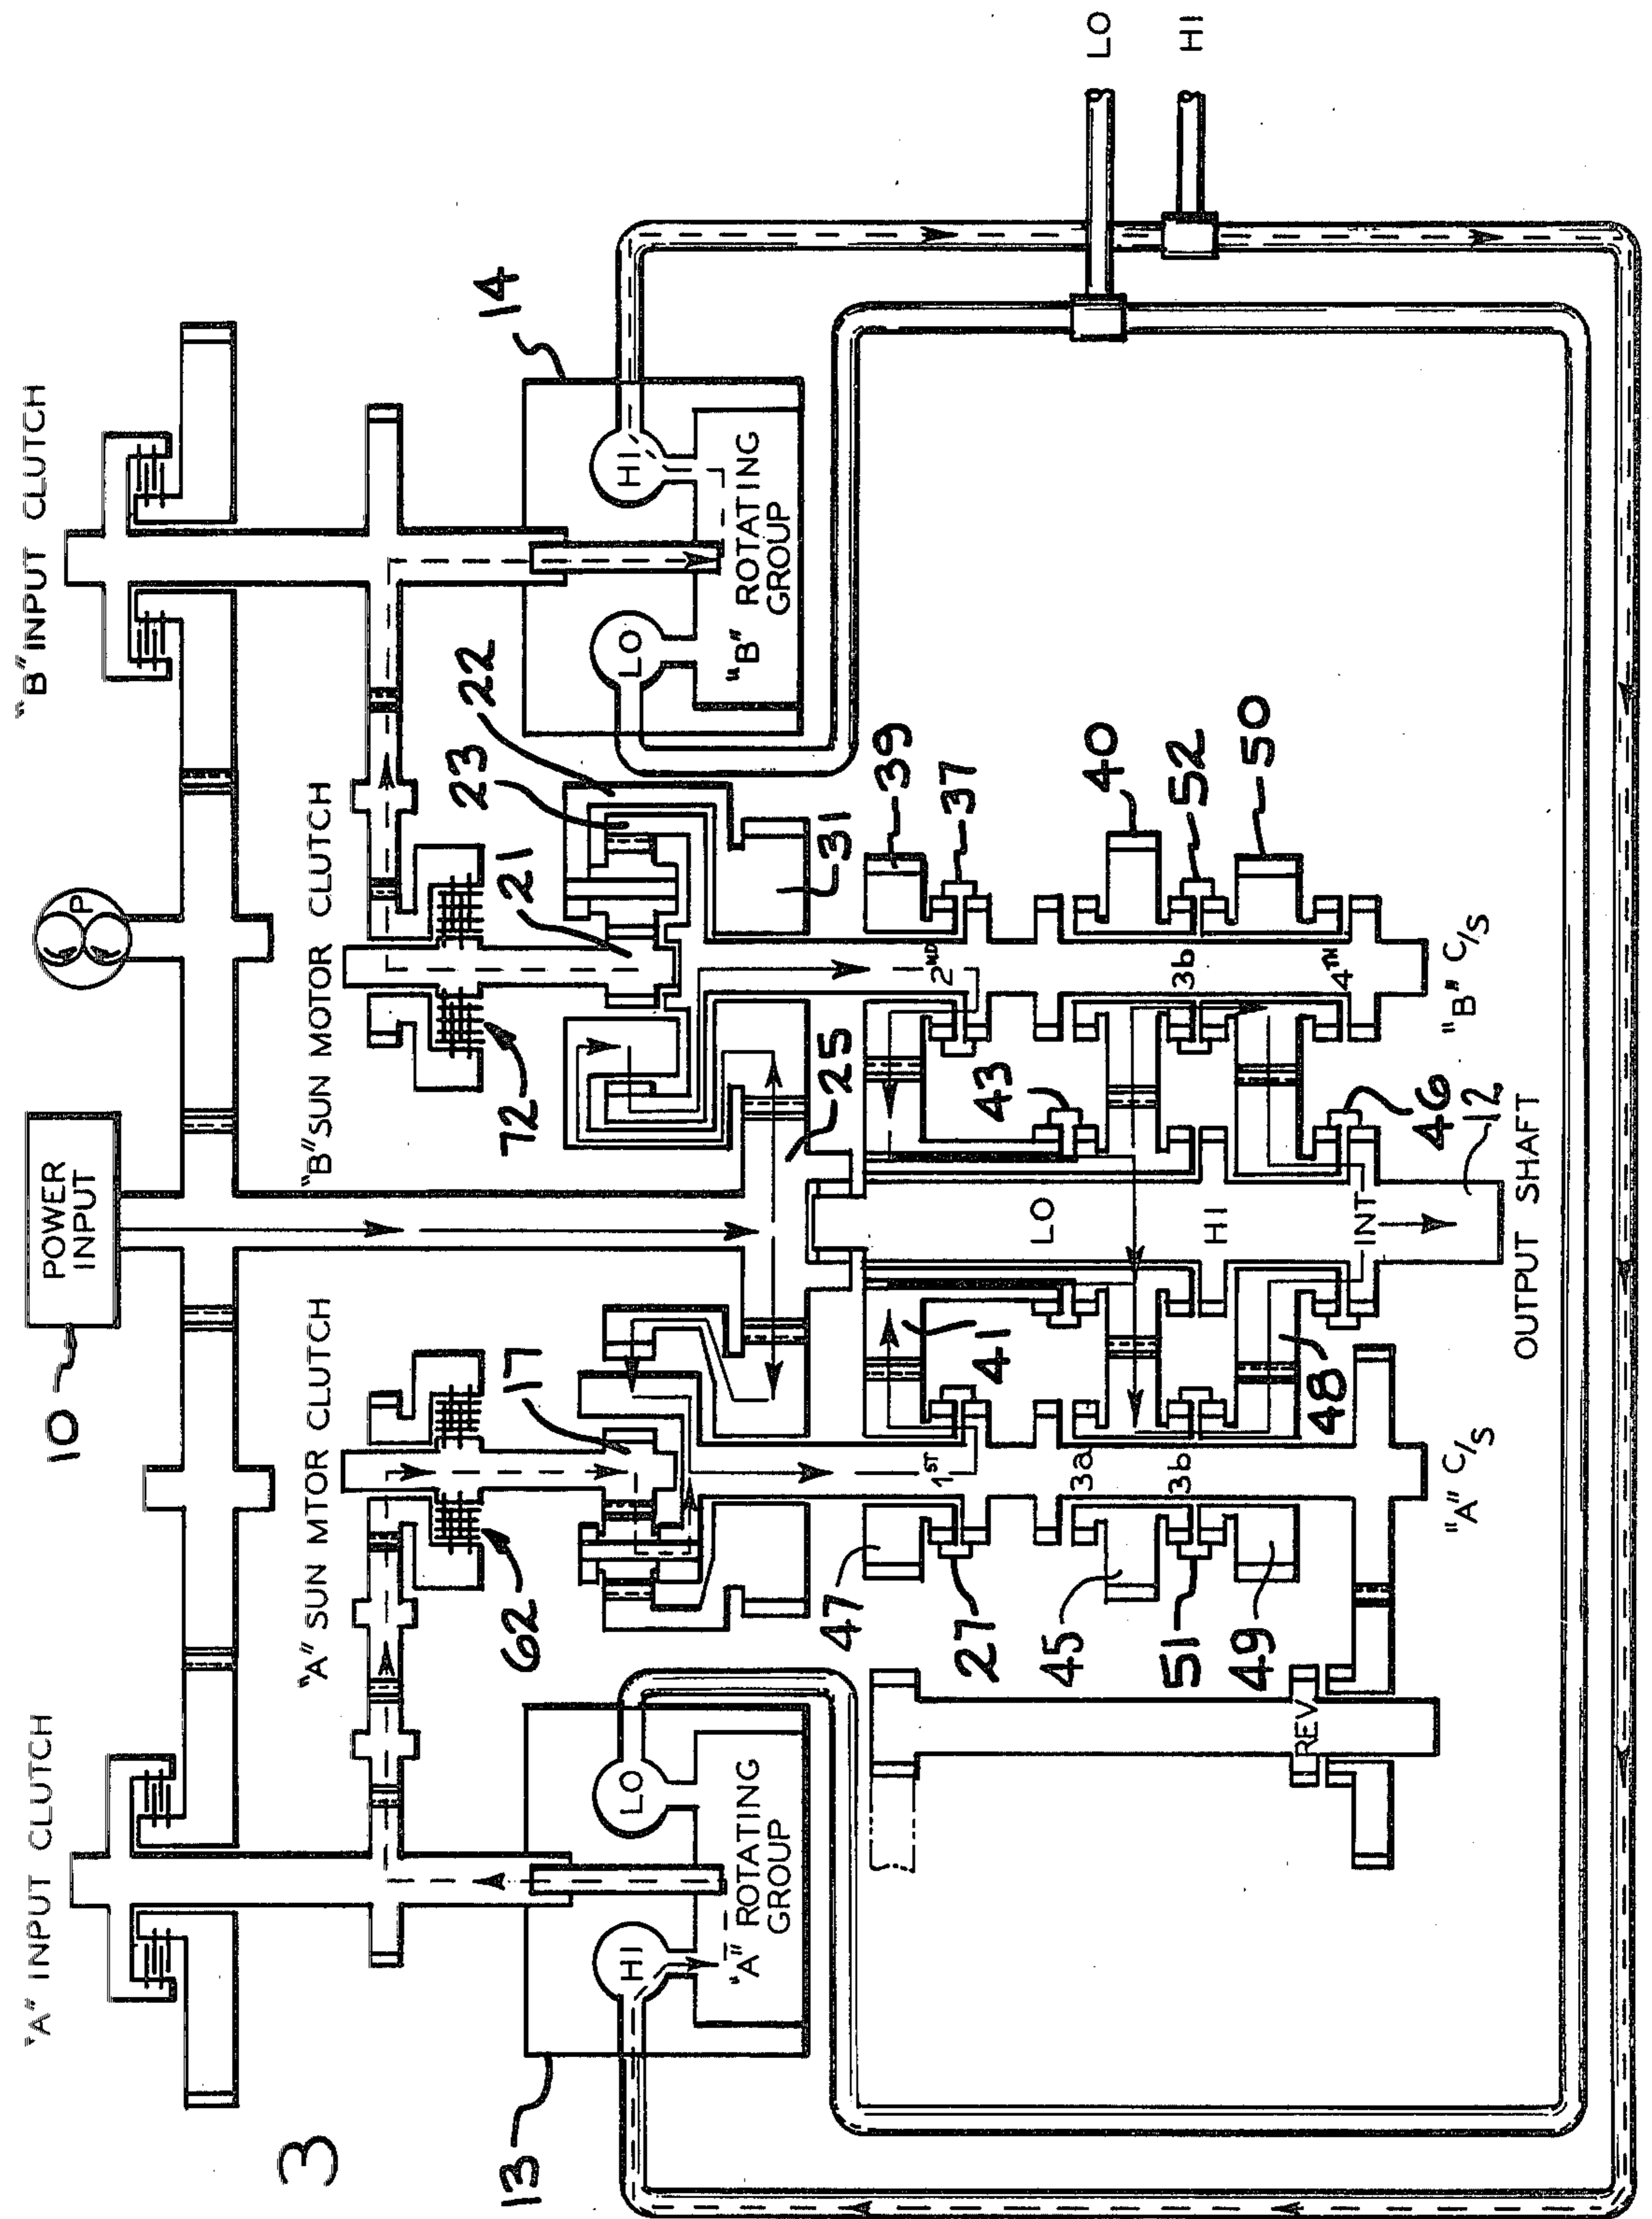 "A" INPUT CLUTCH
"B" INPUT CLUTCH
P
10
POWER
INPUT
3
"A" SUN MTOR CLUTCH
"B" SUN MOTOR CLUTCH
14
13
62
17
72
21
23
22
HI
LO
"A" ROTATING
GROUP
LO
HI
"B" ROTATING
GROUP
25
31
47
27
1ST
41
2ND
39
37
43
LO
LO
HI
45
3a
40
51
3b
HI
3b
52
49
48
50
REV
INT
4TH
46
12
"A" C/S
"B" C/S
OUTPUT SHAFT